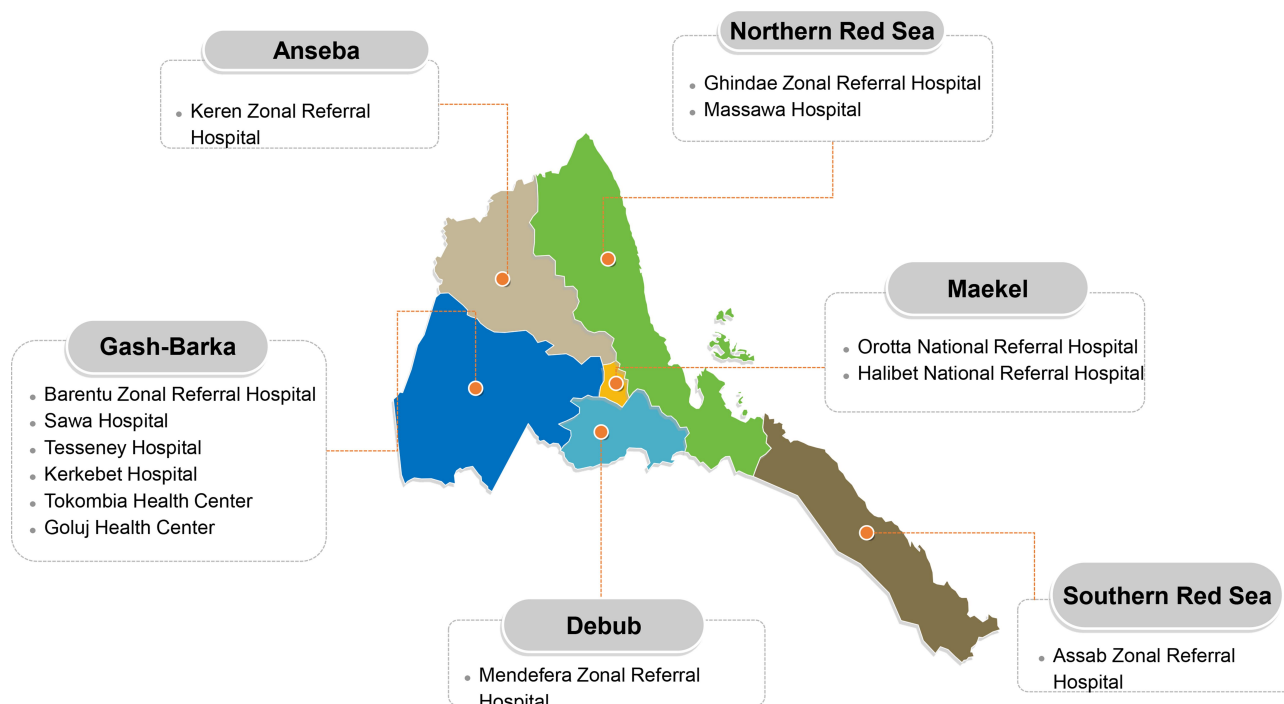 Anseba
Keren Zonal Referral
Hospital
Northern Red Sea
Ghindae Zonal Referral Hospital
Massawa Hospital
Maekel
Orotta National Referral Hospital
Halibet National Referral Hospital
Gash-Barka
Barentu Zonal Referral Hospital
Sawa Hospital
Tesseney Hospital
Kerkebet Hospital
Tokombia Health Center
Goluj Health Center
Debub
Mendefera Zonal Referral
Hospital
Southern Red Sea
Assab Zonal Referral
Hospital